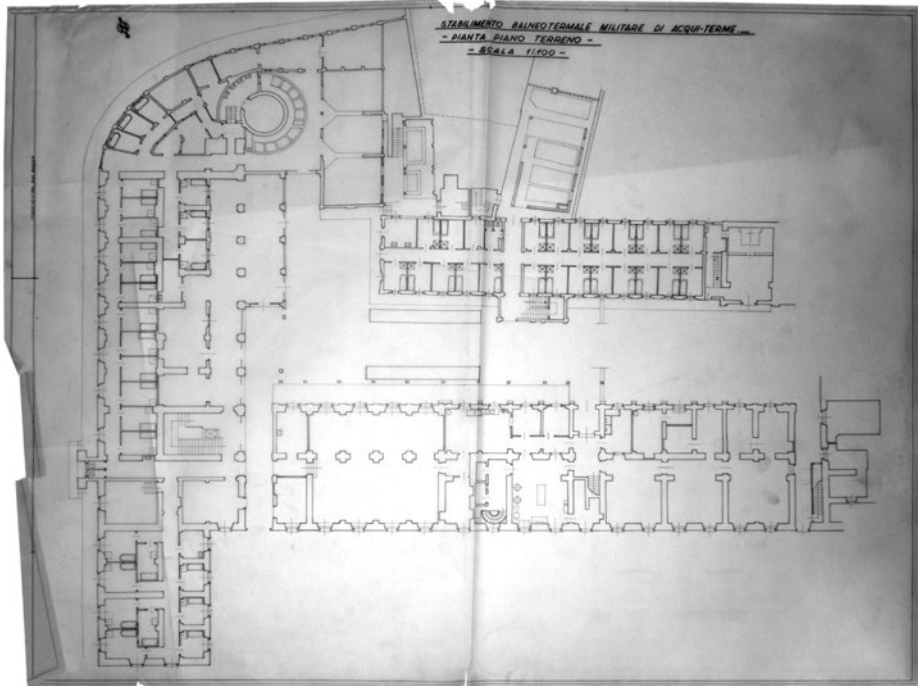 STABILIMENTO BALNEOTERMALE MILITARE DI ACQUI-TERME...
- PIANTA PIANO TERRENO -
- SCALA 1:100 -